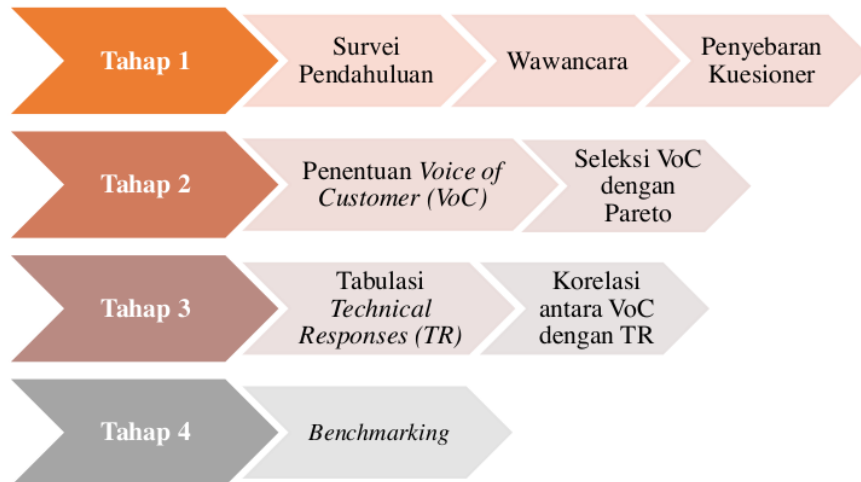 Tahap 1
Survei
Pendahuluan
Wawancara
Penyebaran
Kuesioner
Tahap 2
Penentuan Voice of
Customer (VoC)
Seleksi VoC
dengan
Pareto
Tahap 3
Tabulasi
Technical
Responses (TR)
Korelasi
antara VoC
dengan TR
Tahap 4
Benchmarking